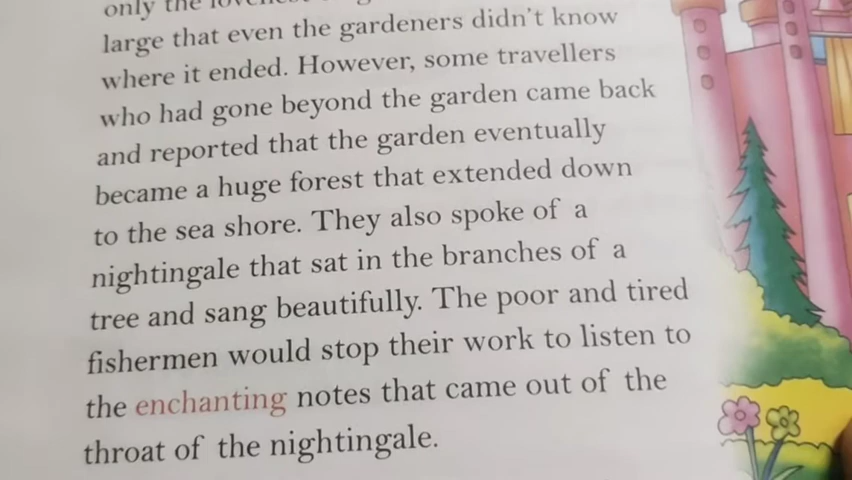 only the loveliest
large that even the gardeners didn't know
where it ended. However, some travellers
who had gone beyond the garden came back
and reported that the garden eventually
became a huge forest that extended down
to the sea shore. They also spoke of a
nightingale that sat in the branches of a
tree and sang beautifully. The poor and tired
fishermen would stop their work to listen to
the enchanting notes that came out of the
throat of the nightingale.